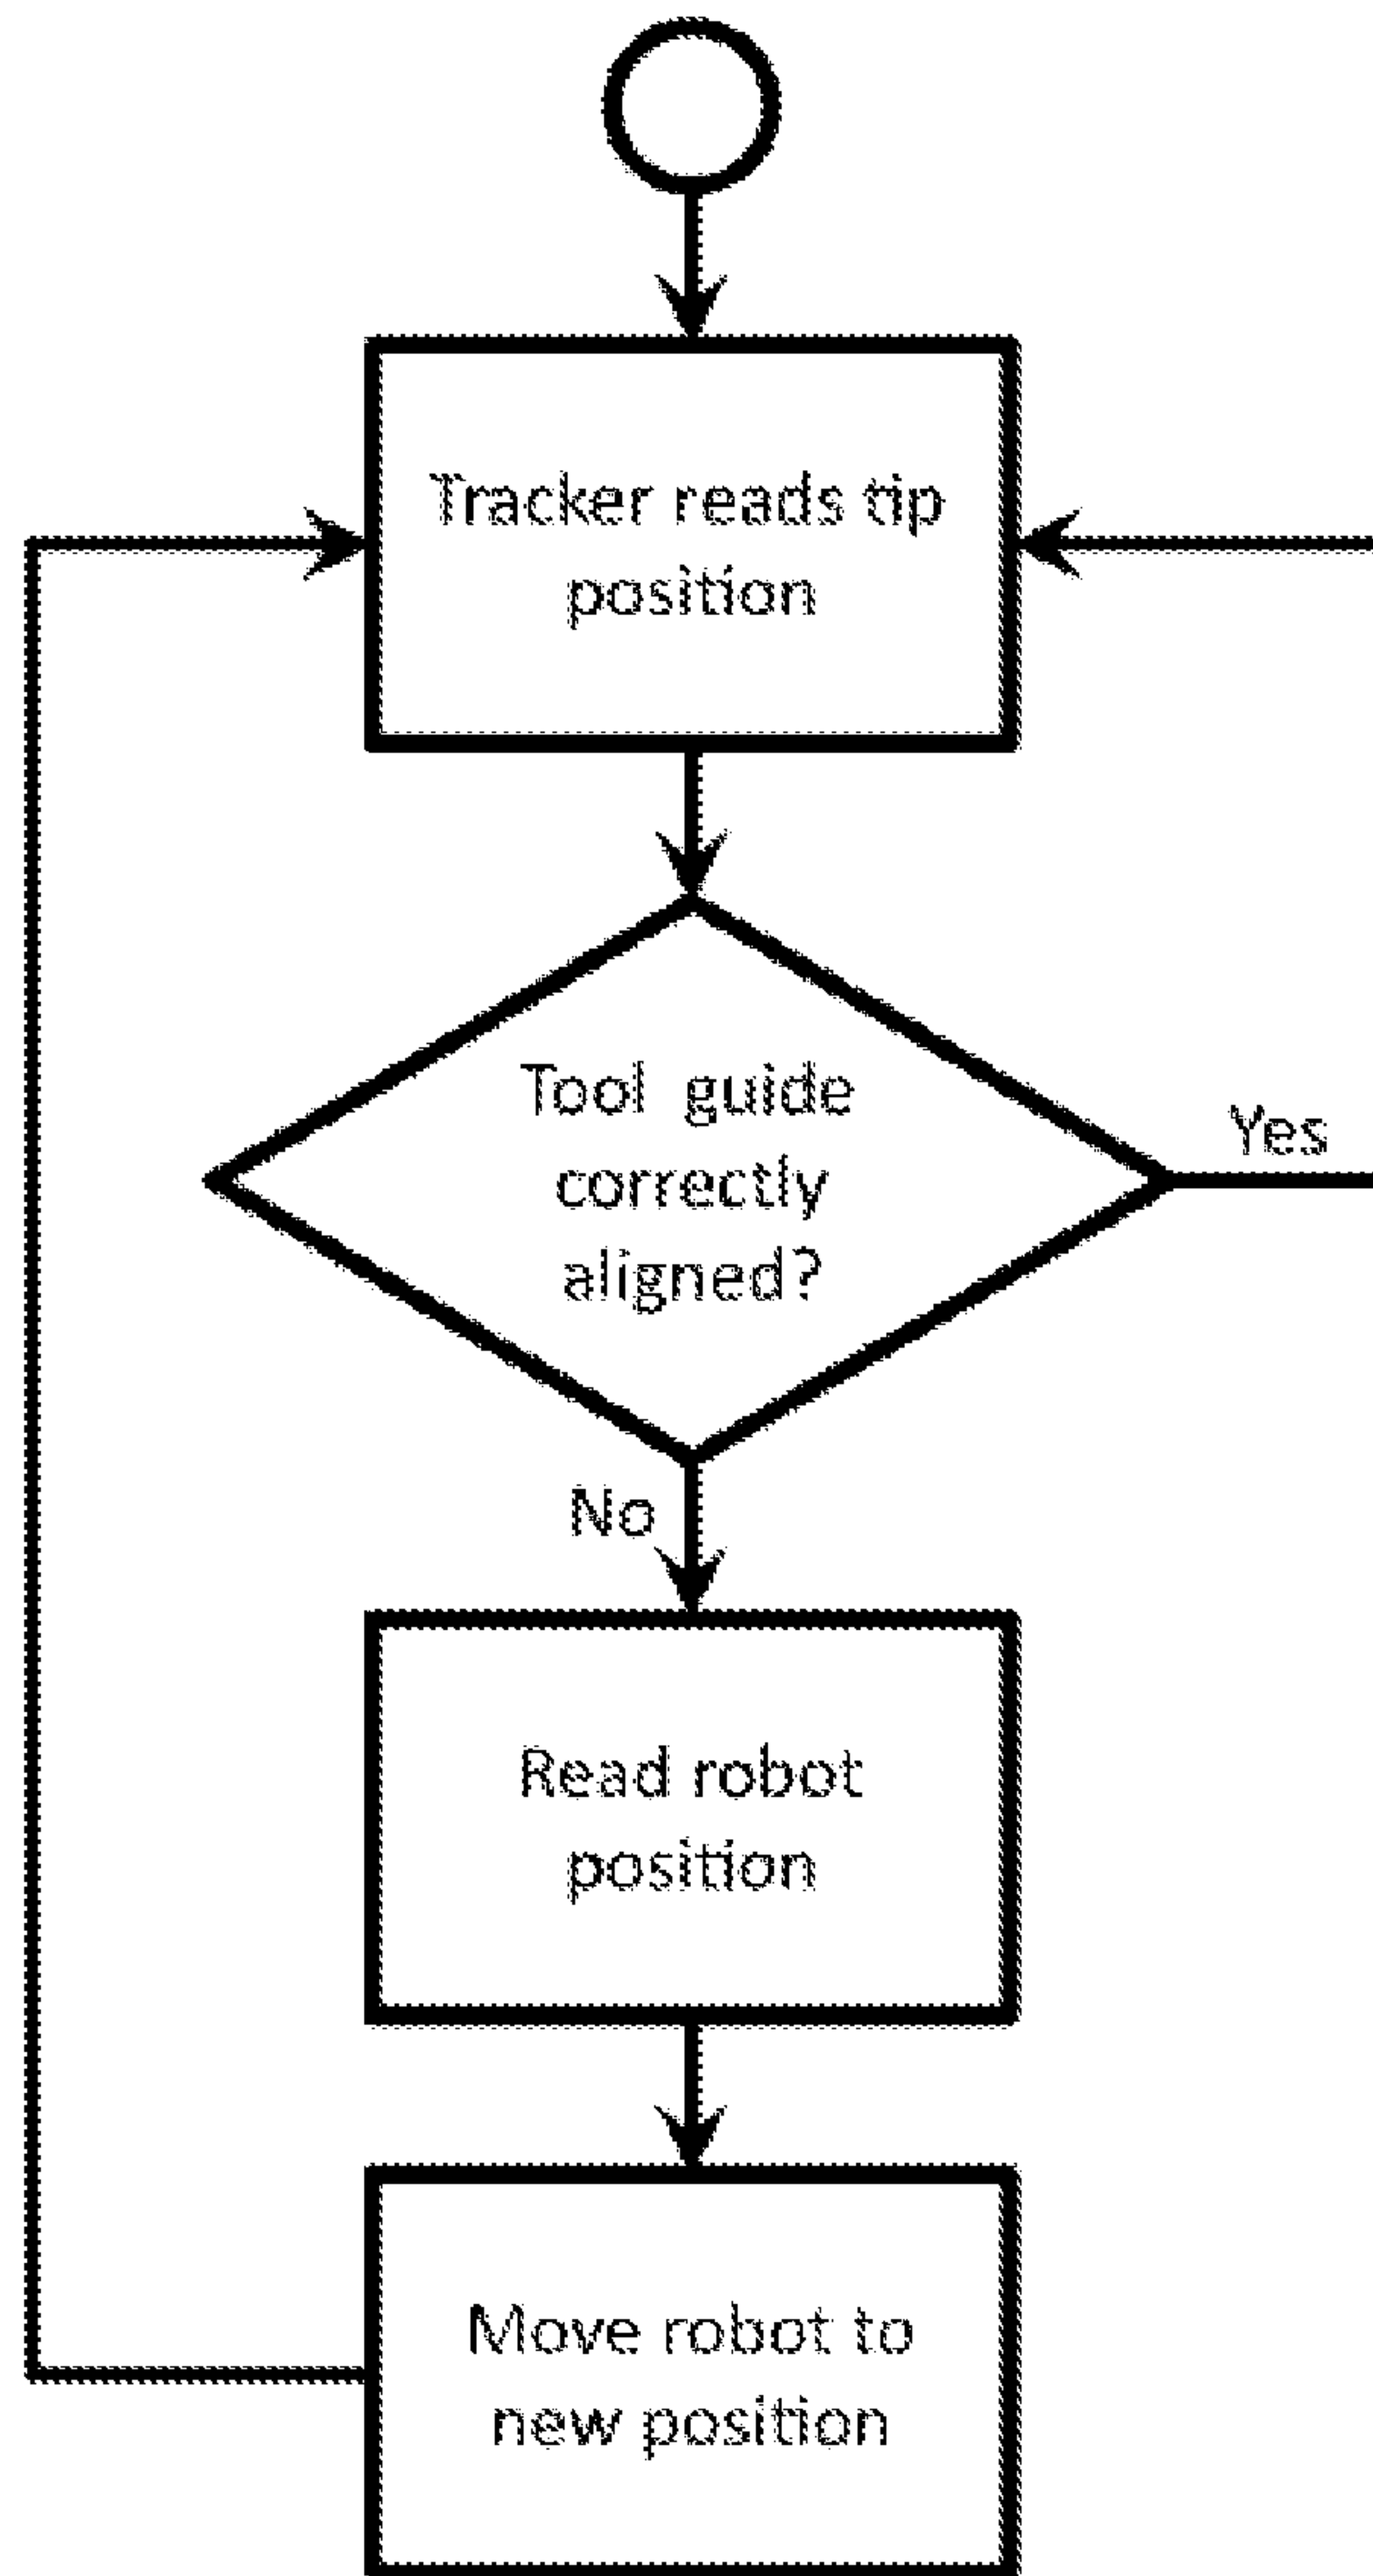 Tracker reads tip
position
Tool guide
correctly
aligned?
Yes
No
Read robot
position
Move robot to
new position